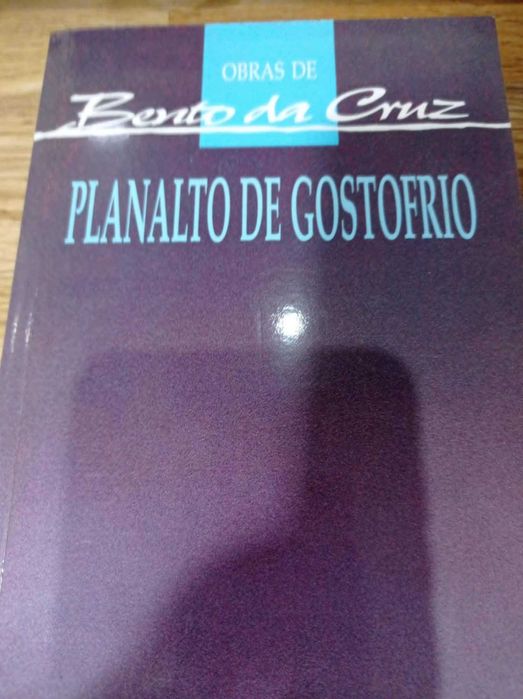 OBRAS DE
Bento da Cruz
PLANALTO DE GOSTOFRIO